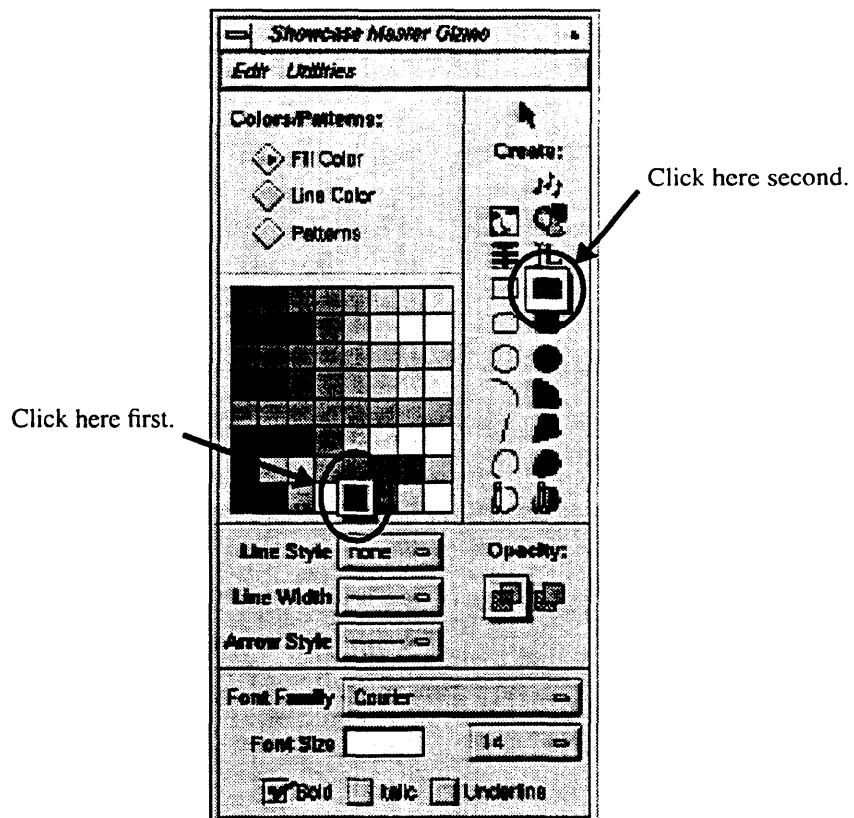 Showcase Master Gizmo
Edit Utilities
Colors/Patterns:
Fill Color
Line Color
Patterns
Create:
Click here second.
Click here first.
Line Style none
Opacity:
Line Width
Arrow Style
Font Family Courier
Font Size 14
Bold Italic Underline